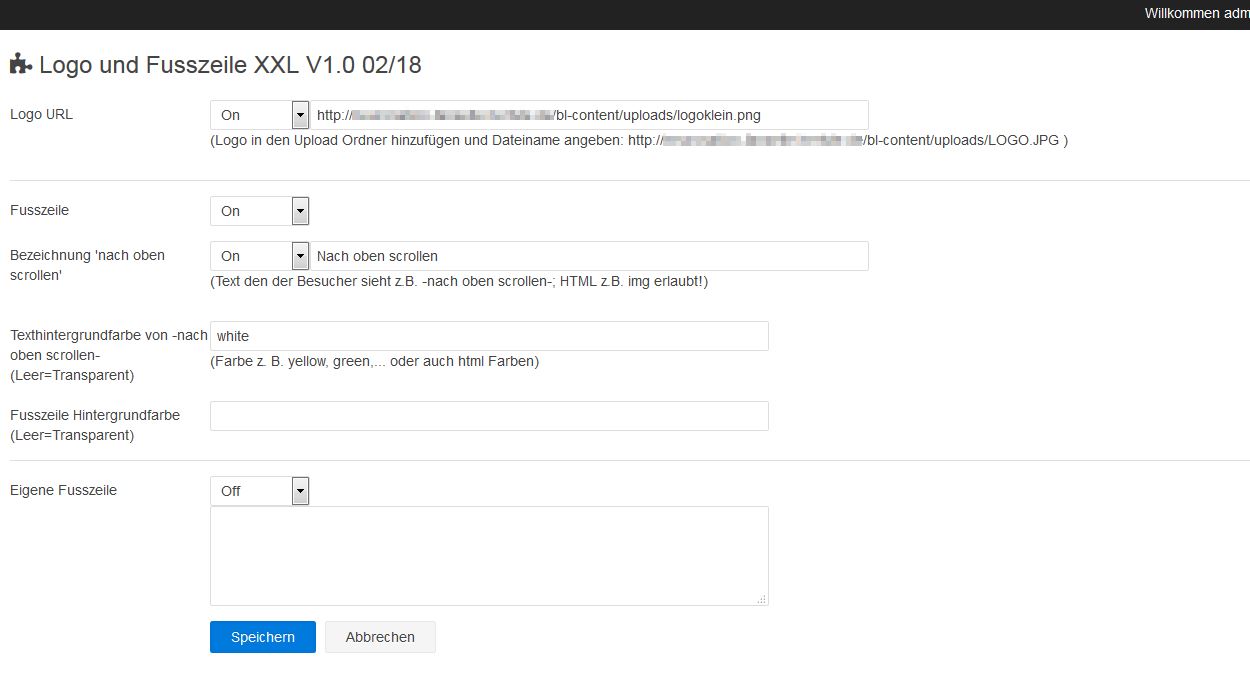 Willkommen adm
Logo und Fusszeile XXL V1.0 02/18
Logo URL
On
http:// /bl-content/uploads/logoklein.png
(Logo in den Upload Ordner hinzufügen und Dateiname angeben: http:// /bl-content/uploads/LOGO.JPG )
Fusszeile
On
Bezeichnung 'nach oben
scrollen'
On
Nach oben scrollen
(Text den der Besucher sieht z.B. -nach oben scrollen-; HTML z.B. img erlaubt!)
Texthintergrundfarbe von -nach
oben scrollen-
(Leer=Transparent)
white
(Farbe z. B. yellow, green,... oder auch html Farben)
Fusszeile Hintergrundfarbe
(Leer=Transparent)
Eigene Fusszeile
Off
Speichern
Abbrechen